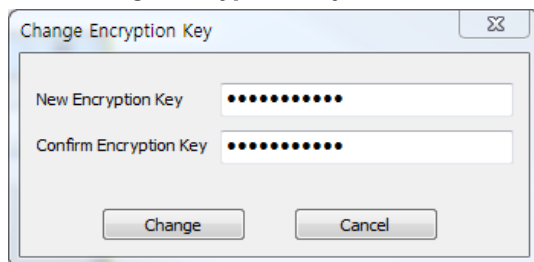 Change Encryption Key
New Encryption Key •••••••••••
Confirm Encryption Key •••••••••••
Change Cancel